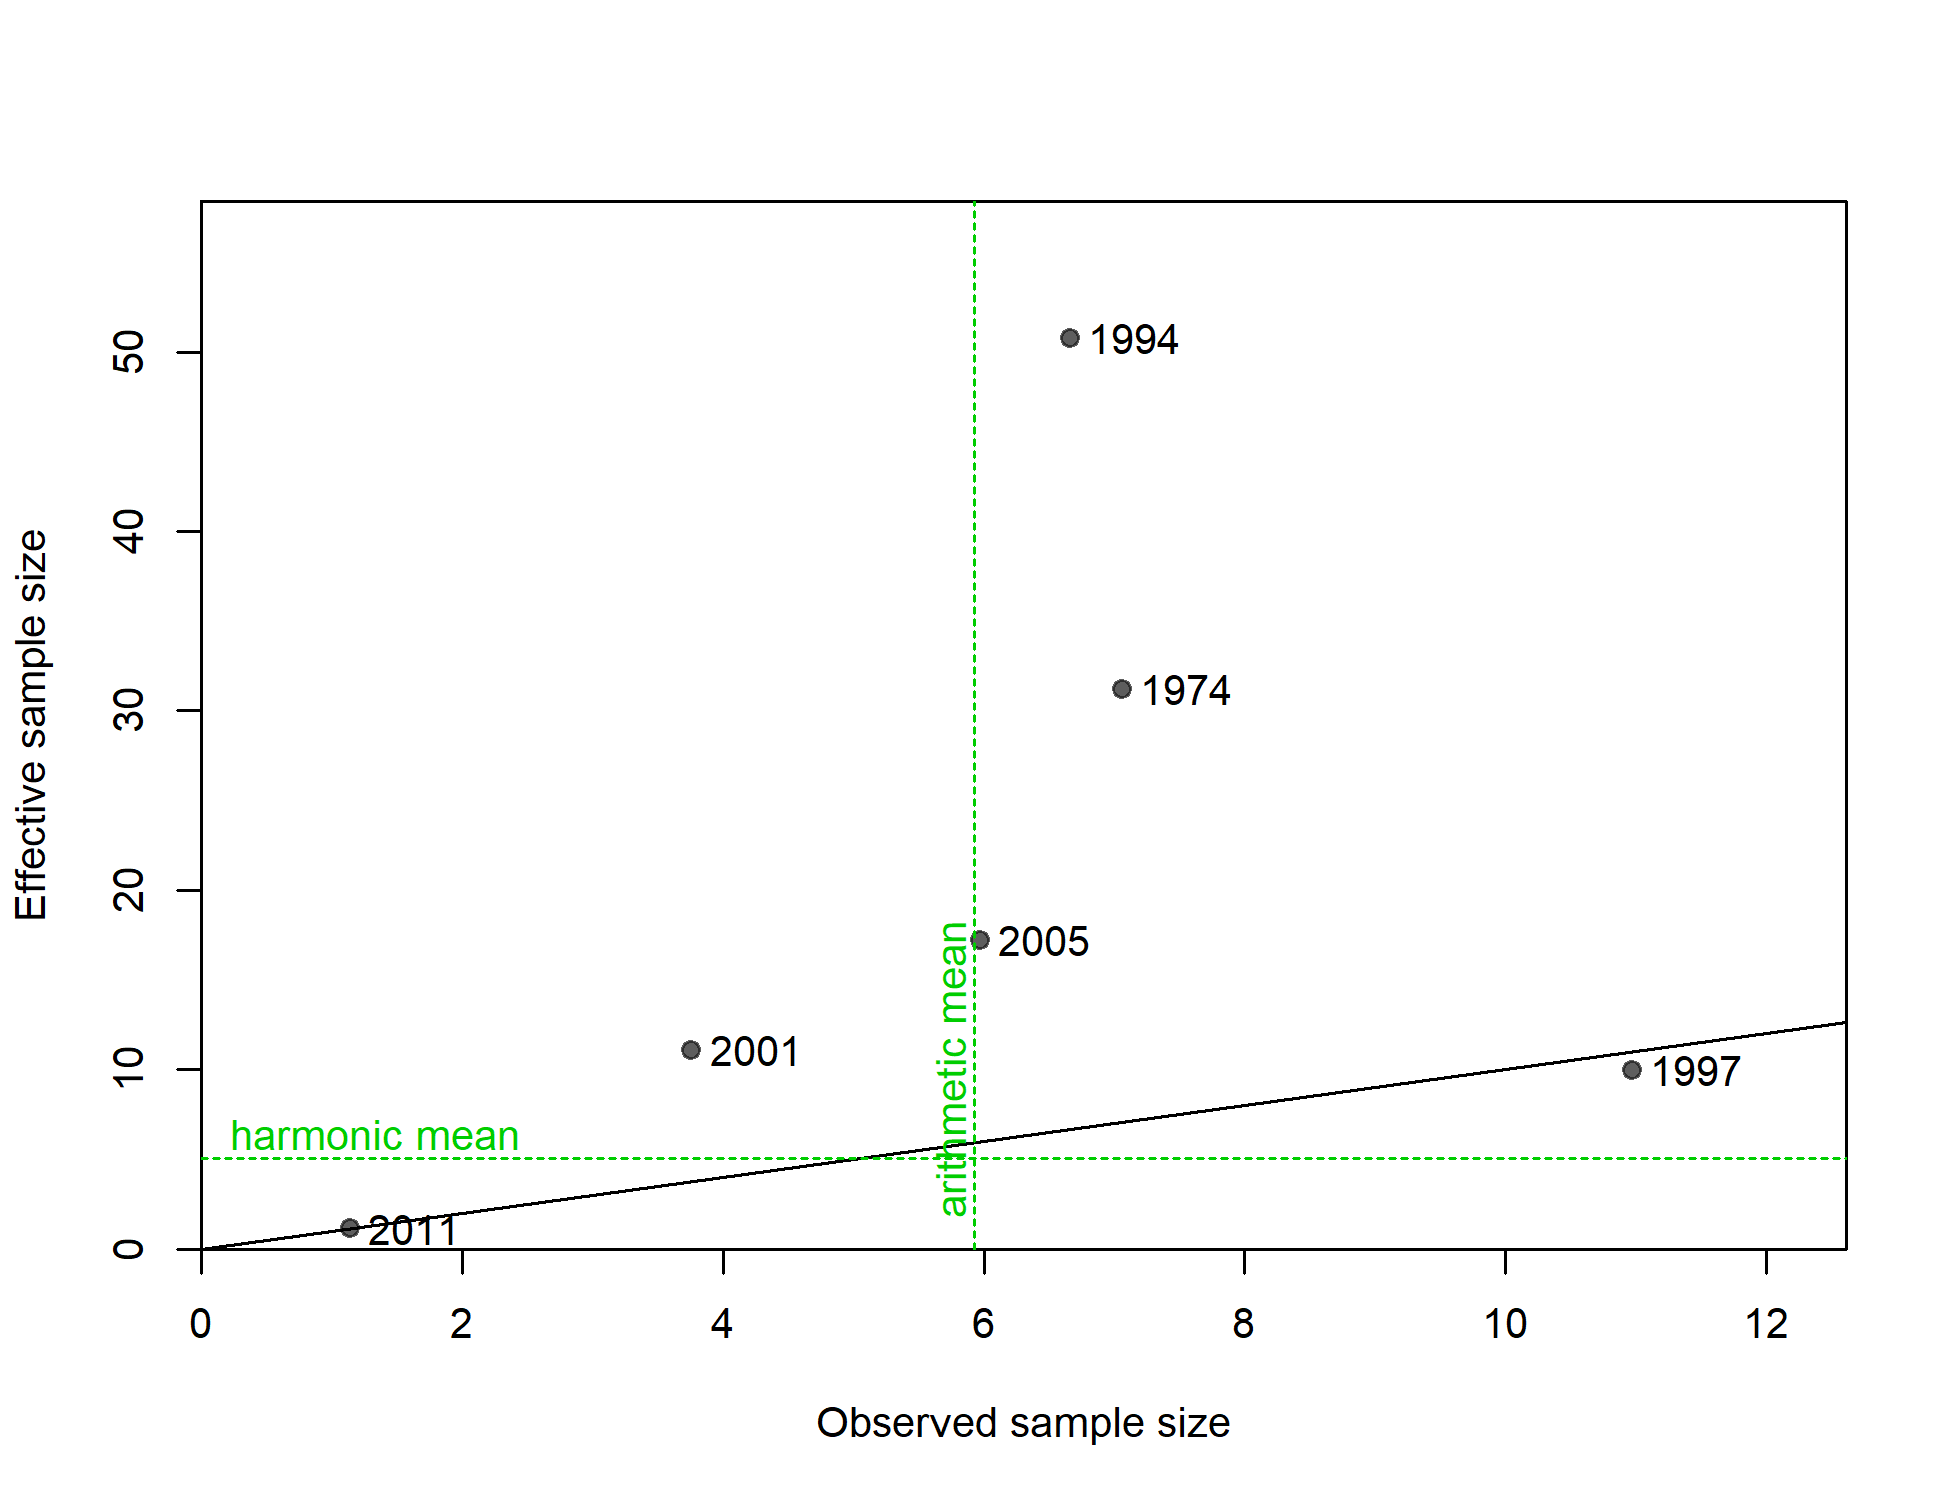 Effective sample size
50
40
30
20
10
0
1994
1974
2005
2001
1997
2011
harmonic mean
arithmetic mean
0 2 4 6 8 10 12
Observed sample size